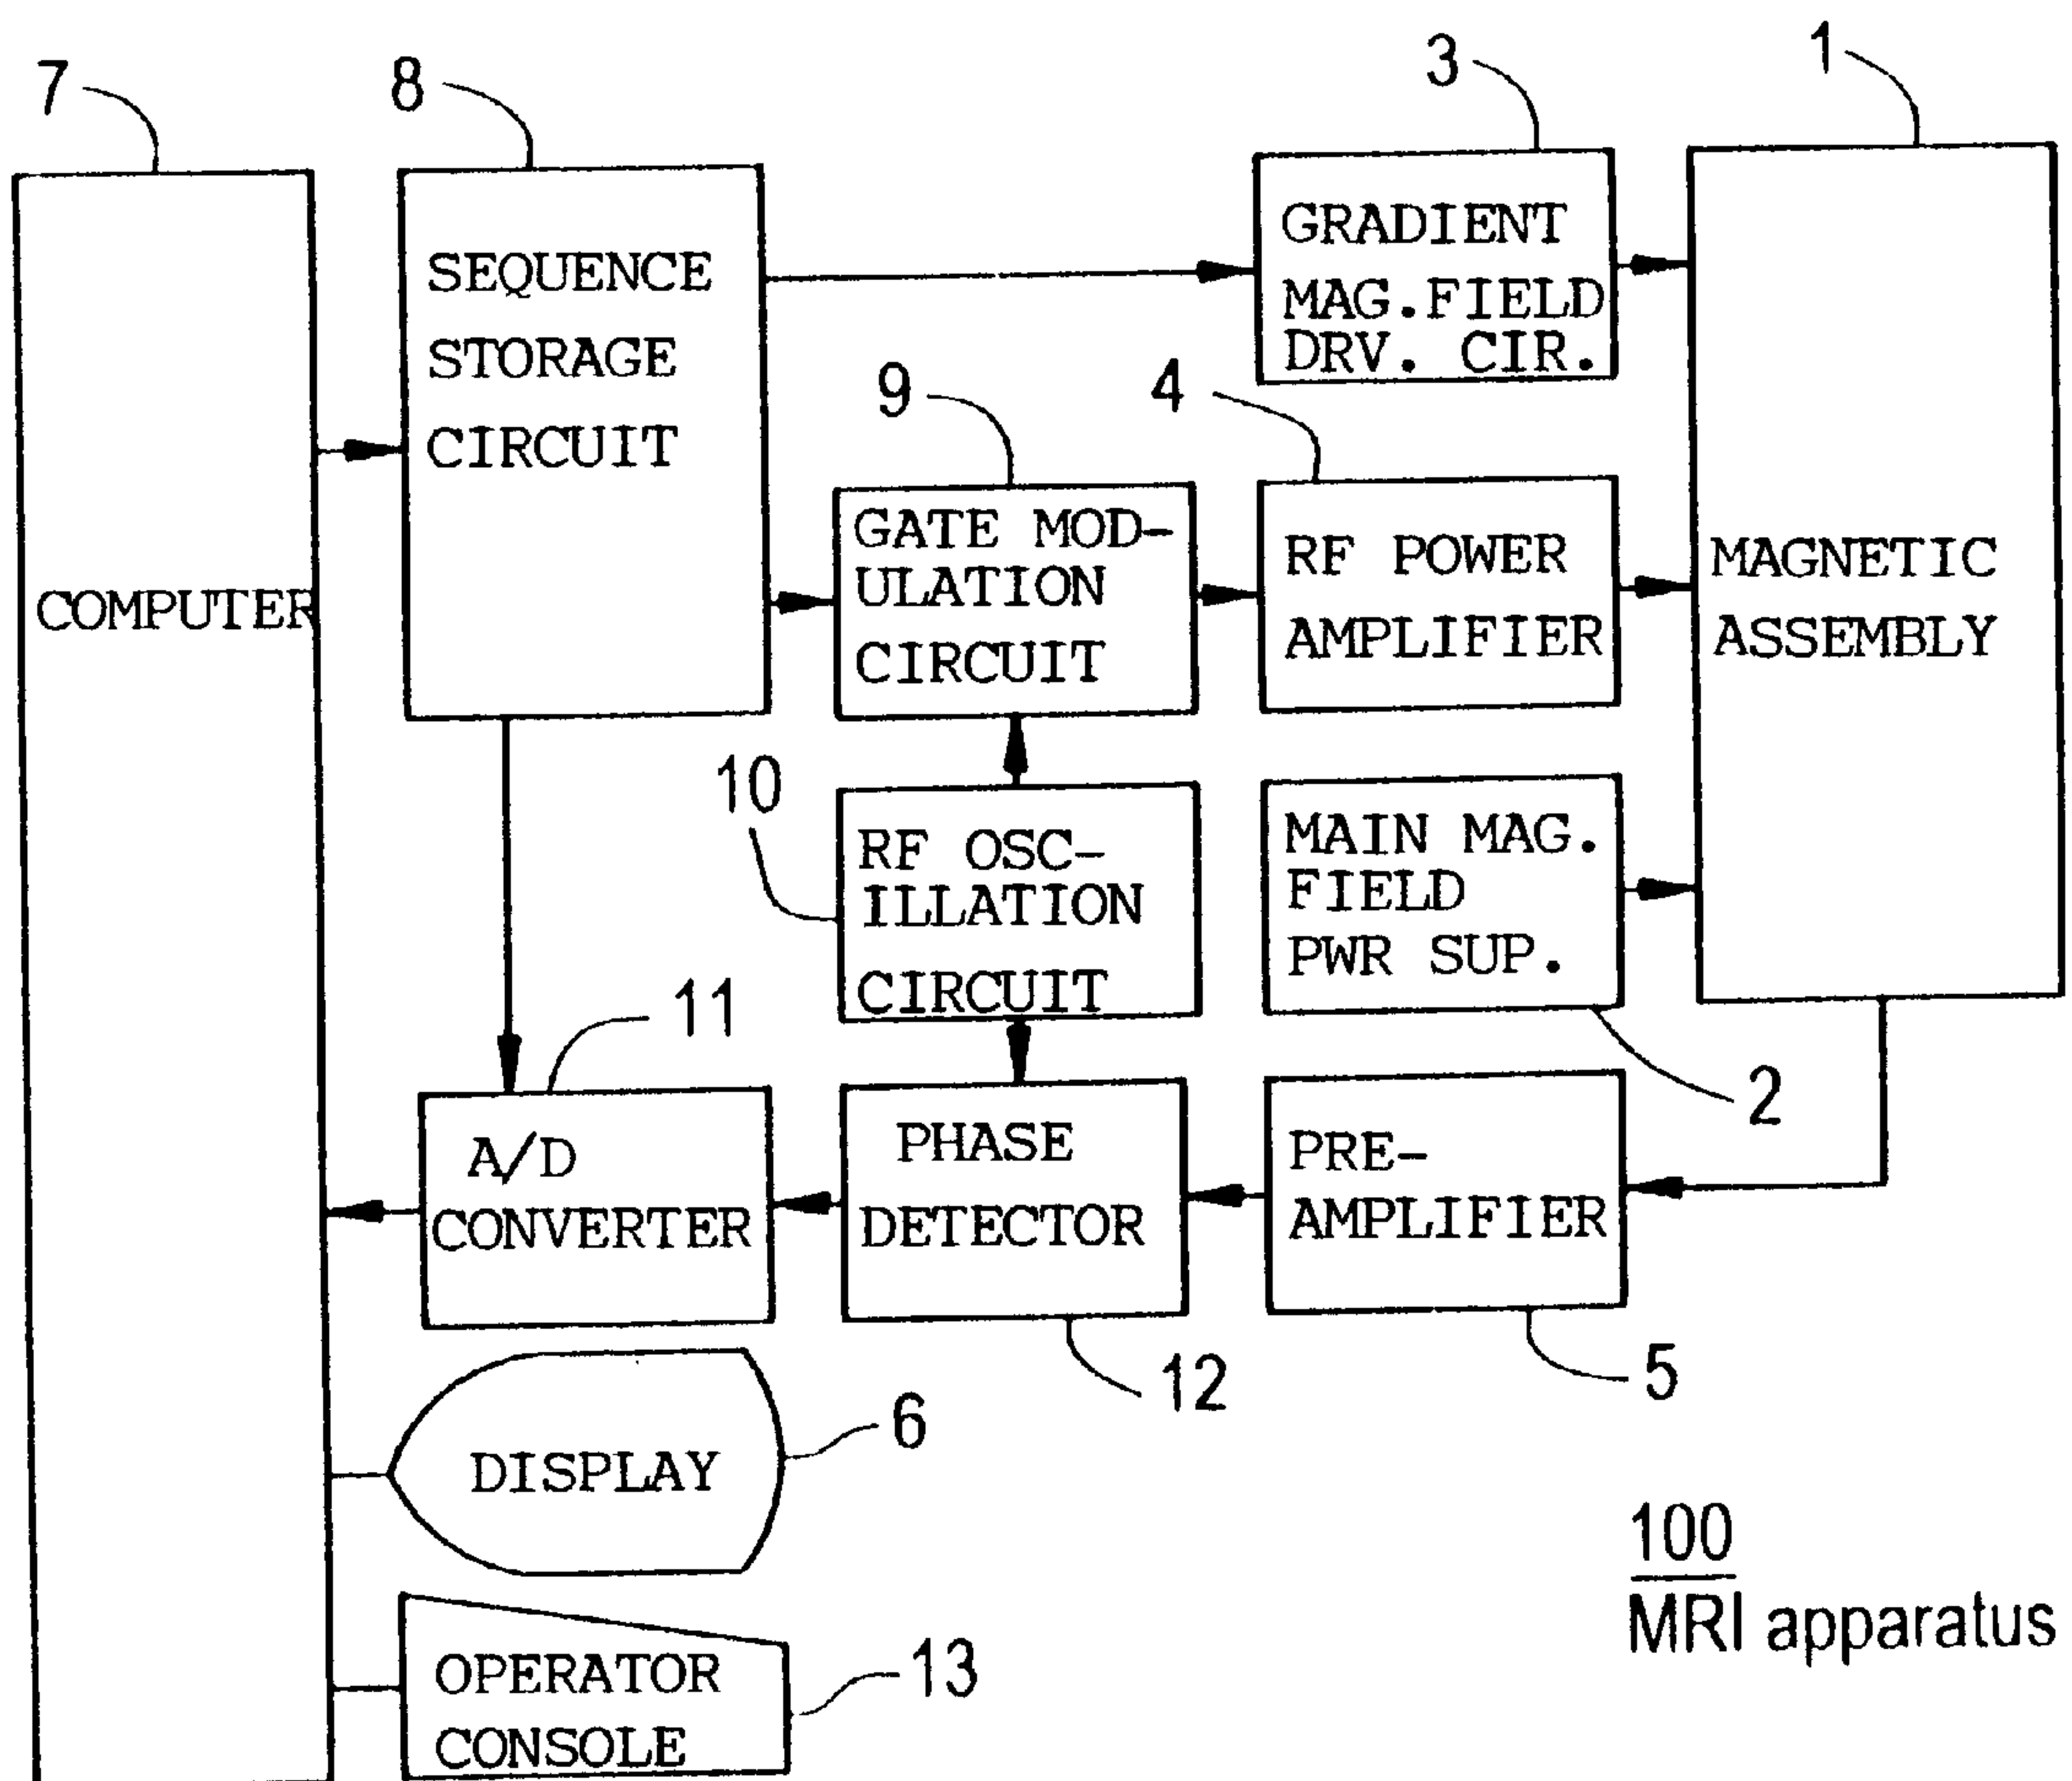 7
8
3
1
SEQUENCE
STORAGE
CIRCUIT
GRADIENT
MAG.FIELD
DRV. CIR.
9
4
COMPUTER
GATE MOD-
ULATION
CIRCUIT
RF POWER
AMPLIFIER
MAGNETIC
ASSEMBLY
10
RF OSC-
ILLATION
CIRCUIT
MAIN MAG.
FIELD
PWR SUP.
11
2
A/D
CONVERTER
PHASE
DETECTOR
PRE-
AMPLIFIER
12
5
DISPLAY
6
100
MRI apparatus
OPERATOR
CONSOLE
13